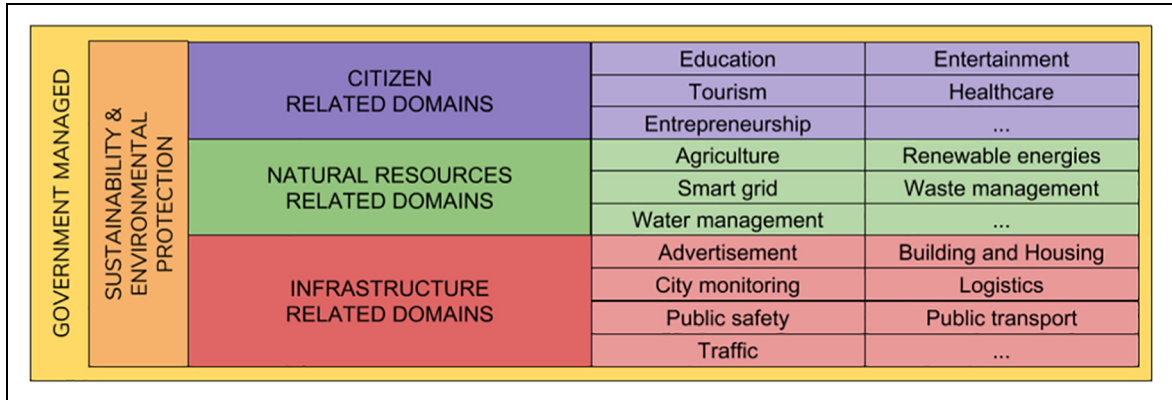 GOVERNMENT MANAGED
SUSTAINABILITY &
ENVIRONMENTAL
PROTECTION
CITIZEN
RELATED DOMAINS
Education
Entertainment
Tourism
Healthcare
Entrepreneurship
...
NATURAL RESOURCES
RELATED DOMAINS
Agriculture
Renewable energies
Smart grid
Waste management
Water management
...
INFRASTRUCTURE
RELATED DOMAINS
Advertisement
Building and Housing
City monitoring
Logistics
Public safety
Public transport
Traffic
...